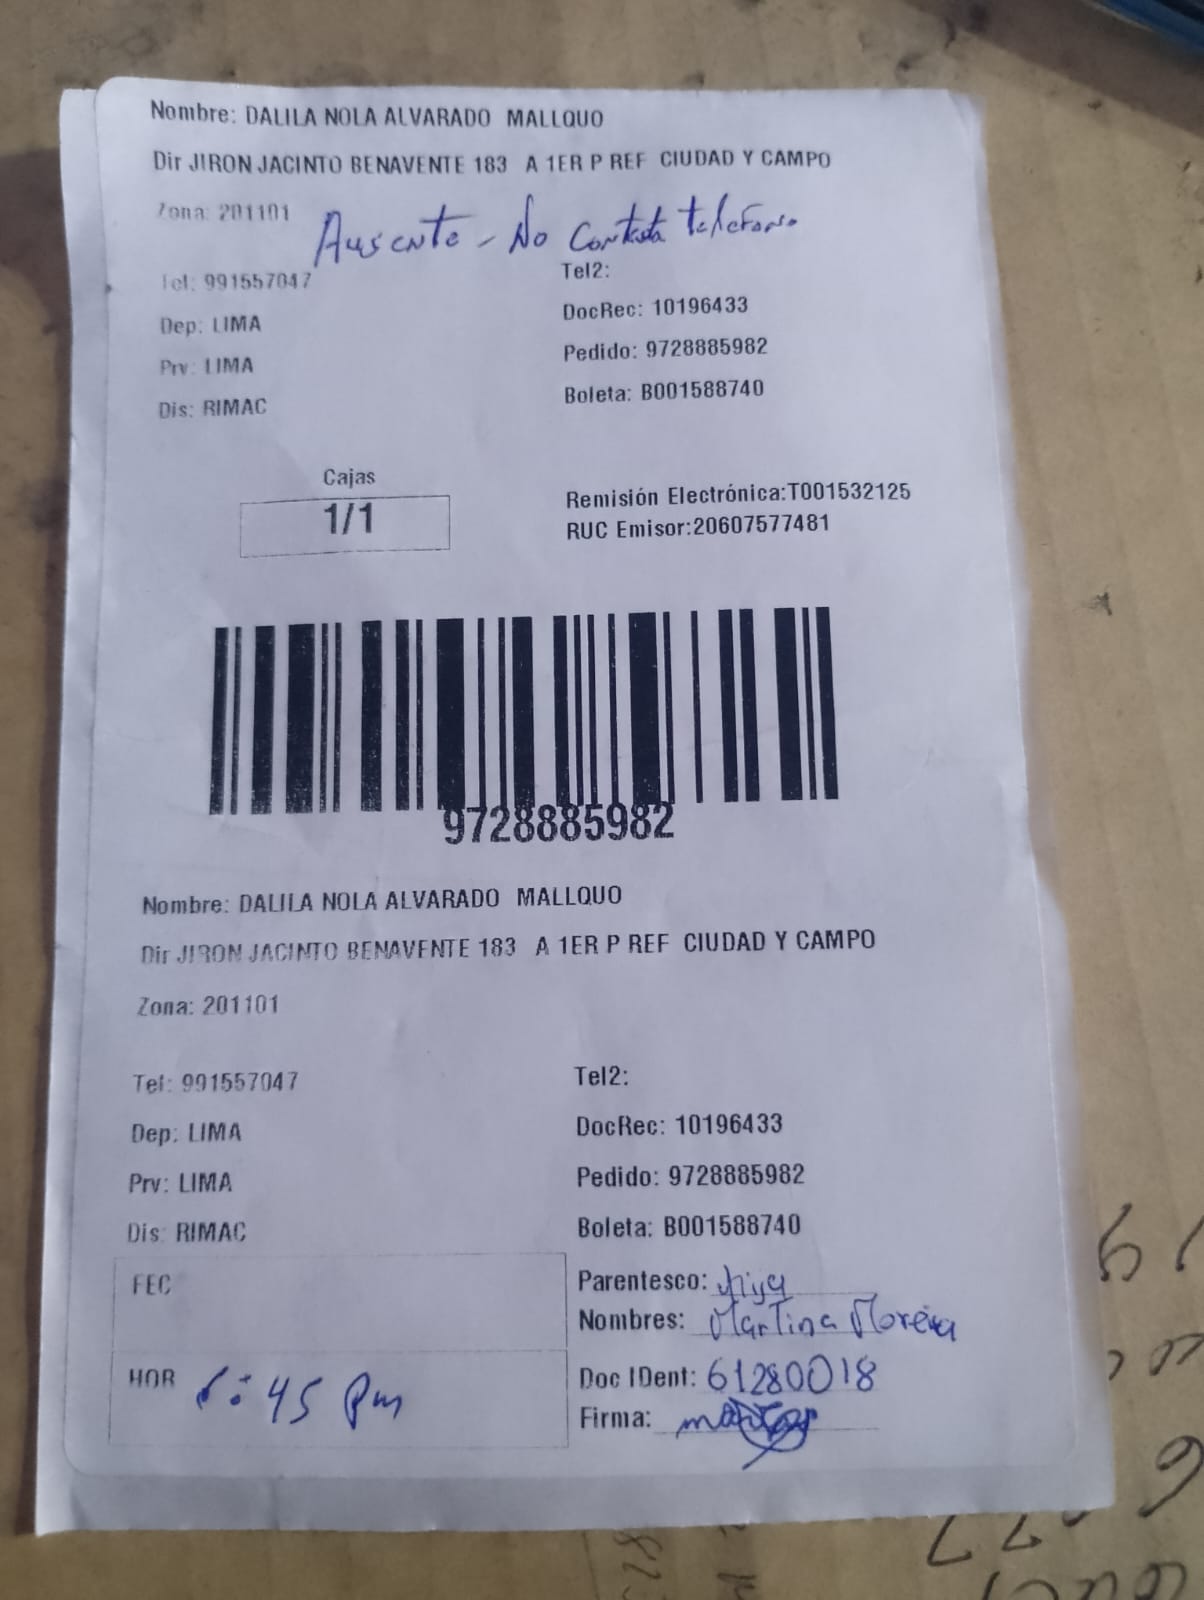 Nombre: DALILA NOLA ALVARADO MALLQUO
Dir JIRON JACINTO BENAVENTE 183 A 1ER P REF CIUDAD Y CAMPO
Zona: 201101
Ausente - No Contesta telefono.
Tel: 991557047 Tel2:
Dep: LIMA DocRec: 10196433
Prv: LIMA Pedido: 9728885982
Dis: RIMAC Boleta: B001588740
Cajas
1/1
Remisión Electrónica:T001532125
RUC Emisor:20607577481
9728885982
Nombre: DALILA NOLA ALVARADO MALLQUO
Dir JIRON JACINTO BENAVENTE 183 A 1ER P REF CIUDAD Y CAMPO
Zona: 201101
Tel: 991557047 Tel2:
Dep: LIMA DocRec: 10196433
Prv: LIMA Pedido: 9728885982
Dis: RIMAC Boleta: B001588740
FEC
Parentesco: Hija
Nombres: Martina Moreira
HOR 6:45 Pm
Doc IDent: 61280018
Firma: